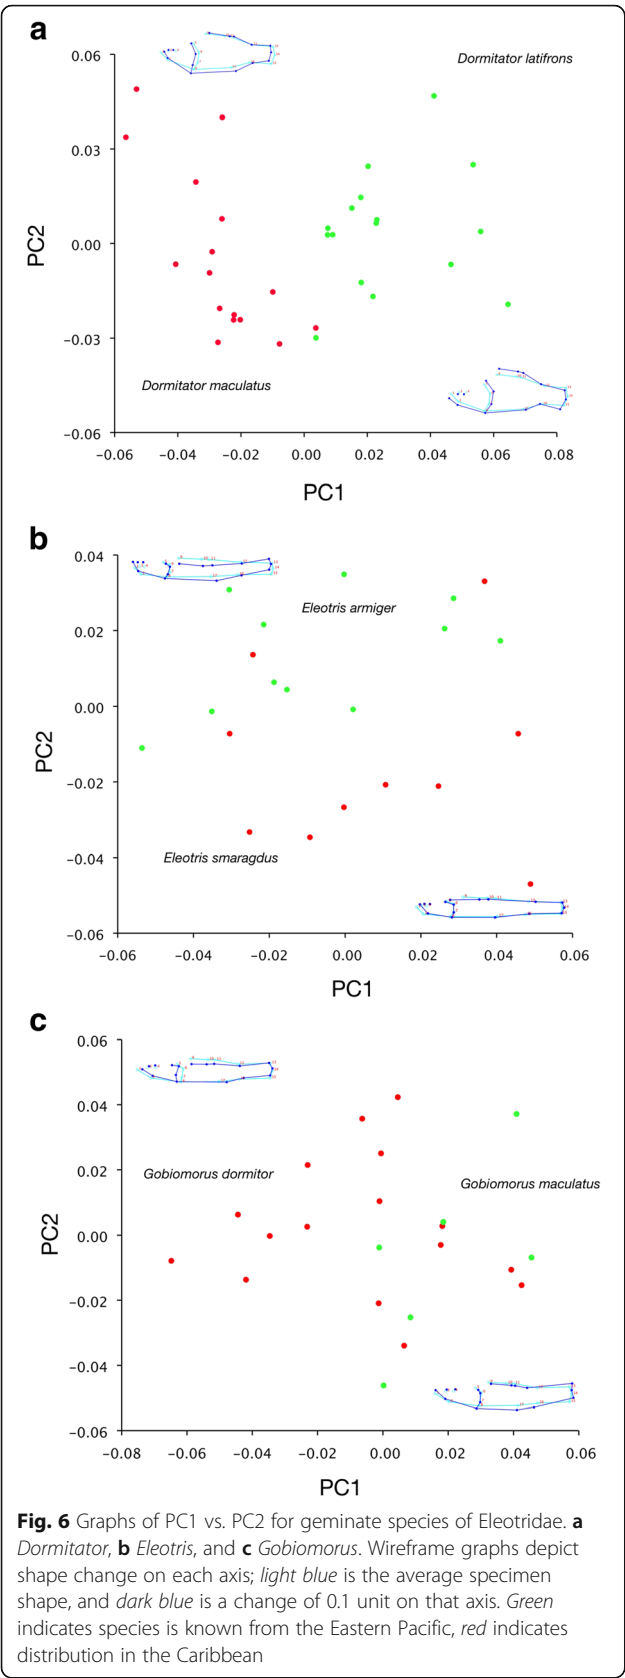 a
0.06
Dormitator latifrons
0.03
PC2
0.00
−0.03
Dormitator maculatus
−0.06
−0.06 −0.04 −0.02 0.00 0.02 0.04 0.06 0.08
PC1
b
0.04
Eleotris armiger
0.02
0.00
PC2
−0.02
−0.04
Eleotris smaragdus
−0.06
−0.06 −0.04 −0.02 0.00 0.02 0.04 0.06
PC1
c
0.06
0.04
0.02
Gobiomorus dormitor
Gobiomorus maculatus
PC2
0.00
−0.02
−0.04
−0.06
−0.08 −0.06 −0.04 −0.02 0.00 0.02 0.04 0.06
PC1
Fig. 6 Graphs of PC1 vs. PC2 for geminate species of Eleotridae. a
Dormitator, b Eleotris, and c Gobiomorus. Wireframe graphs depict
shape change on each axis; light blue is the average specimen
shape, and dark blue is a change of 0.1 unit on that axis. Green
indicates species is known from the Eastern Pacific, red indicates
distribution in the Caribbean